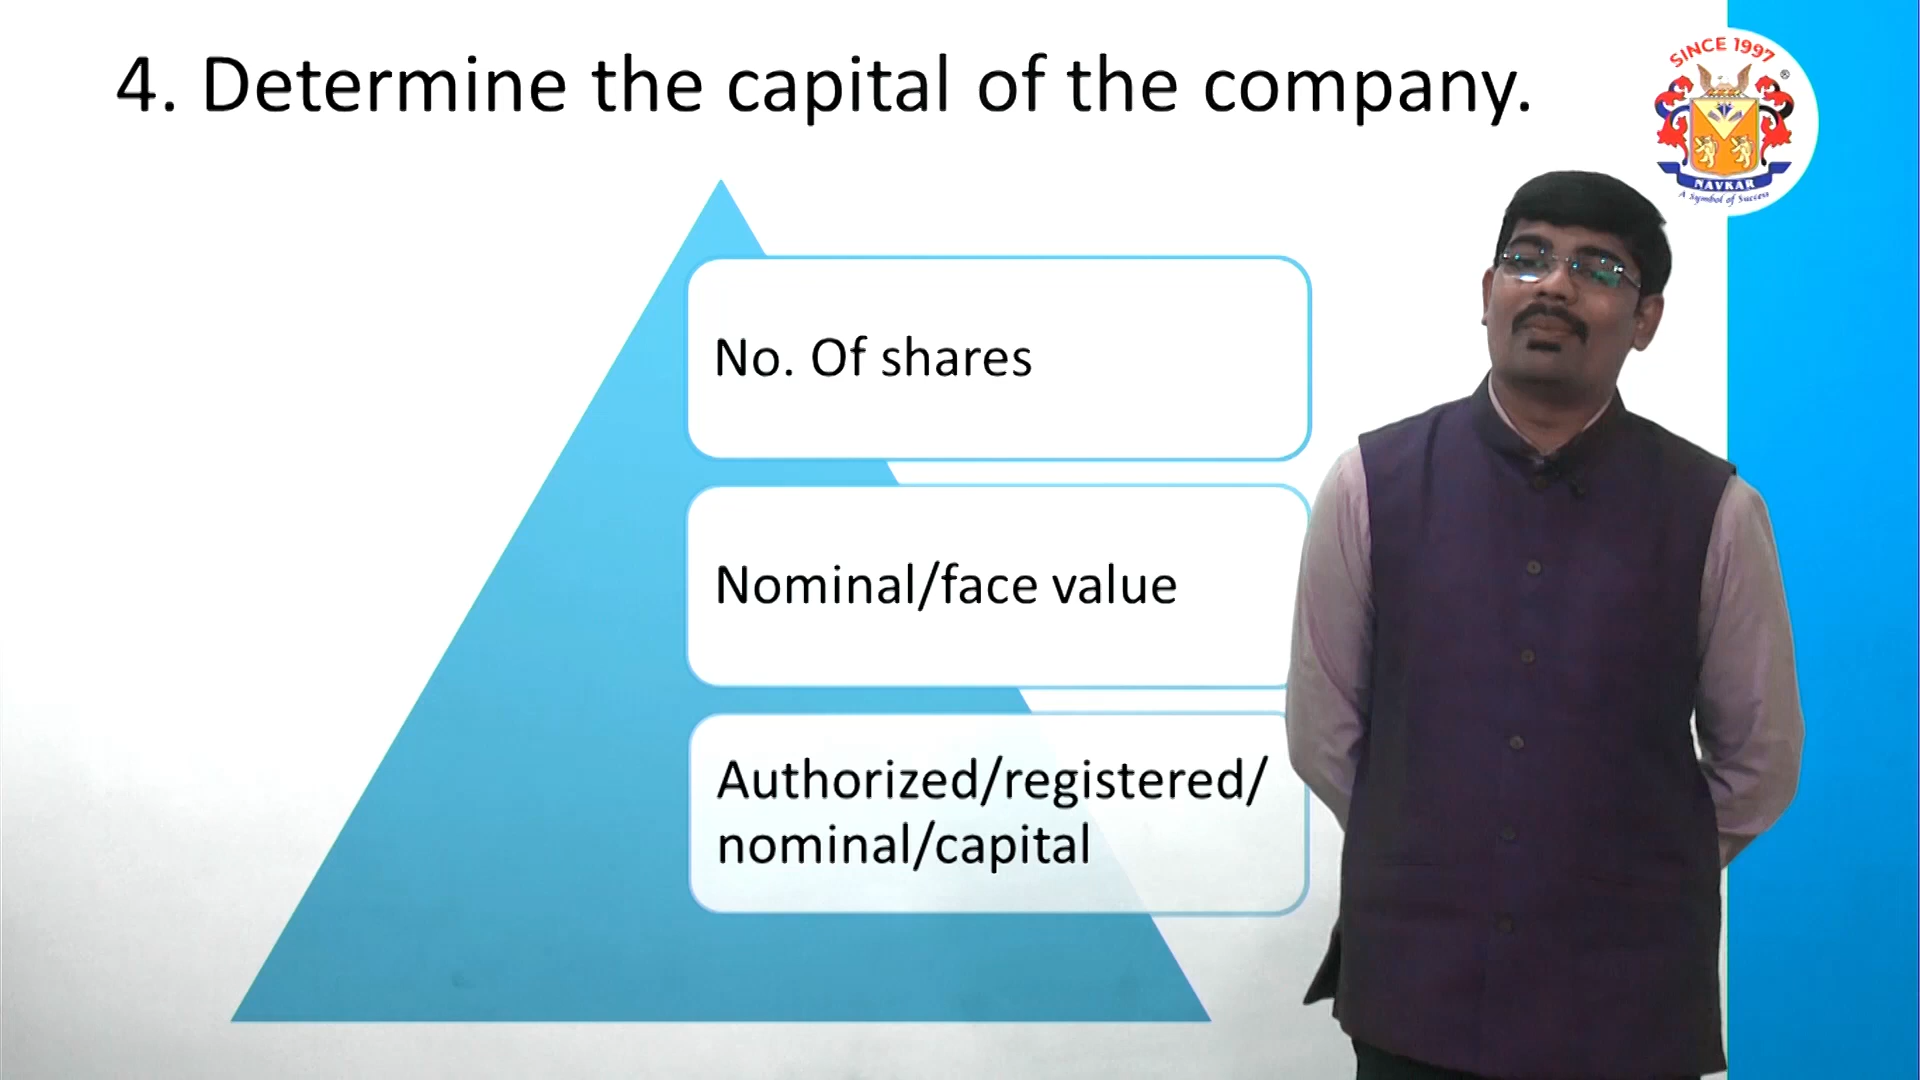 4. Determine the capital of the company.
SINCE 1997
®
NAVKAR
A Symbol of Success
No. Of shares
Nominal/face value
Authorized/registered/
nominal/capital